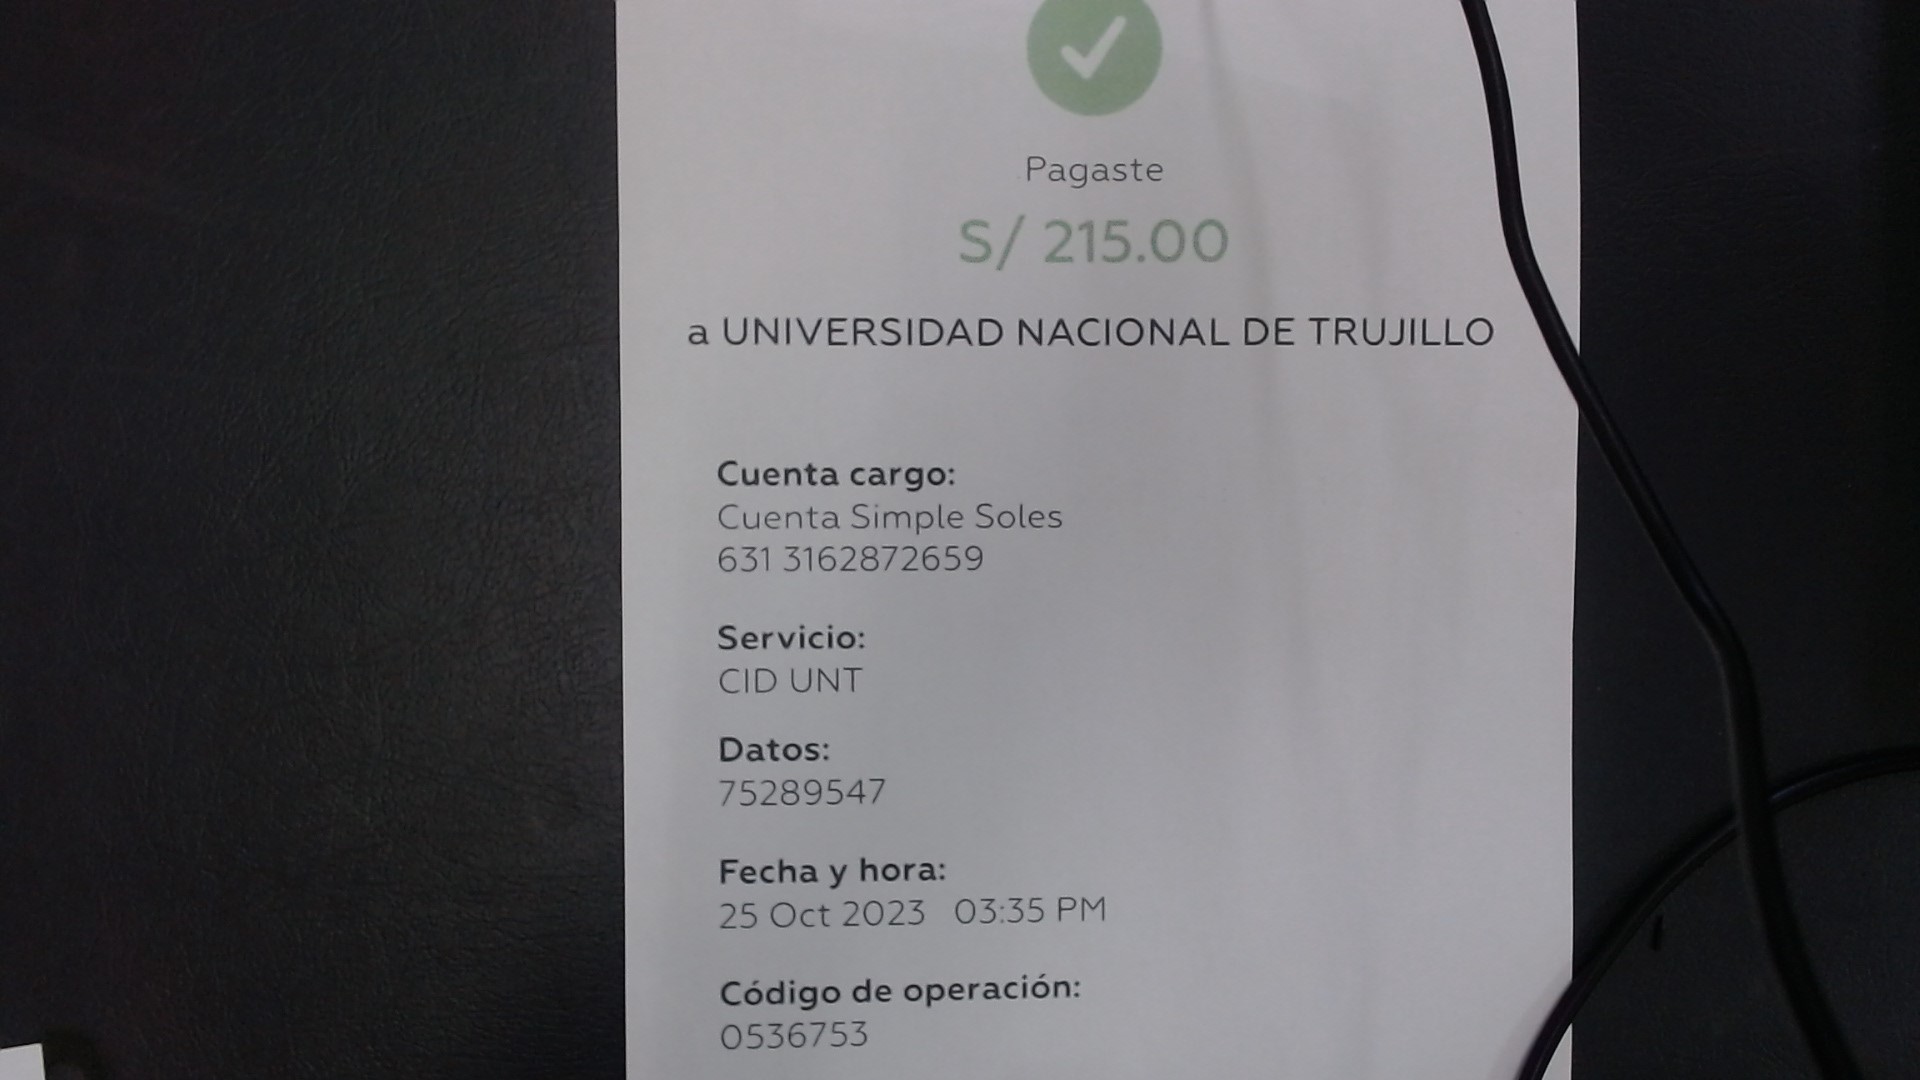 Pagaste
S/ 215.00
a UNIVERSIDAD NACIONAL DE TRUJILLO
Cuenta cargo:
Cuenta Simple Soles
631 3162872659
Servicio:
CID UNT
Datos:
75289547
Fecha y hora:
25 Oct 2023 03:35 PM
Código de operación:
0536753